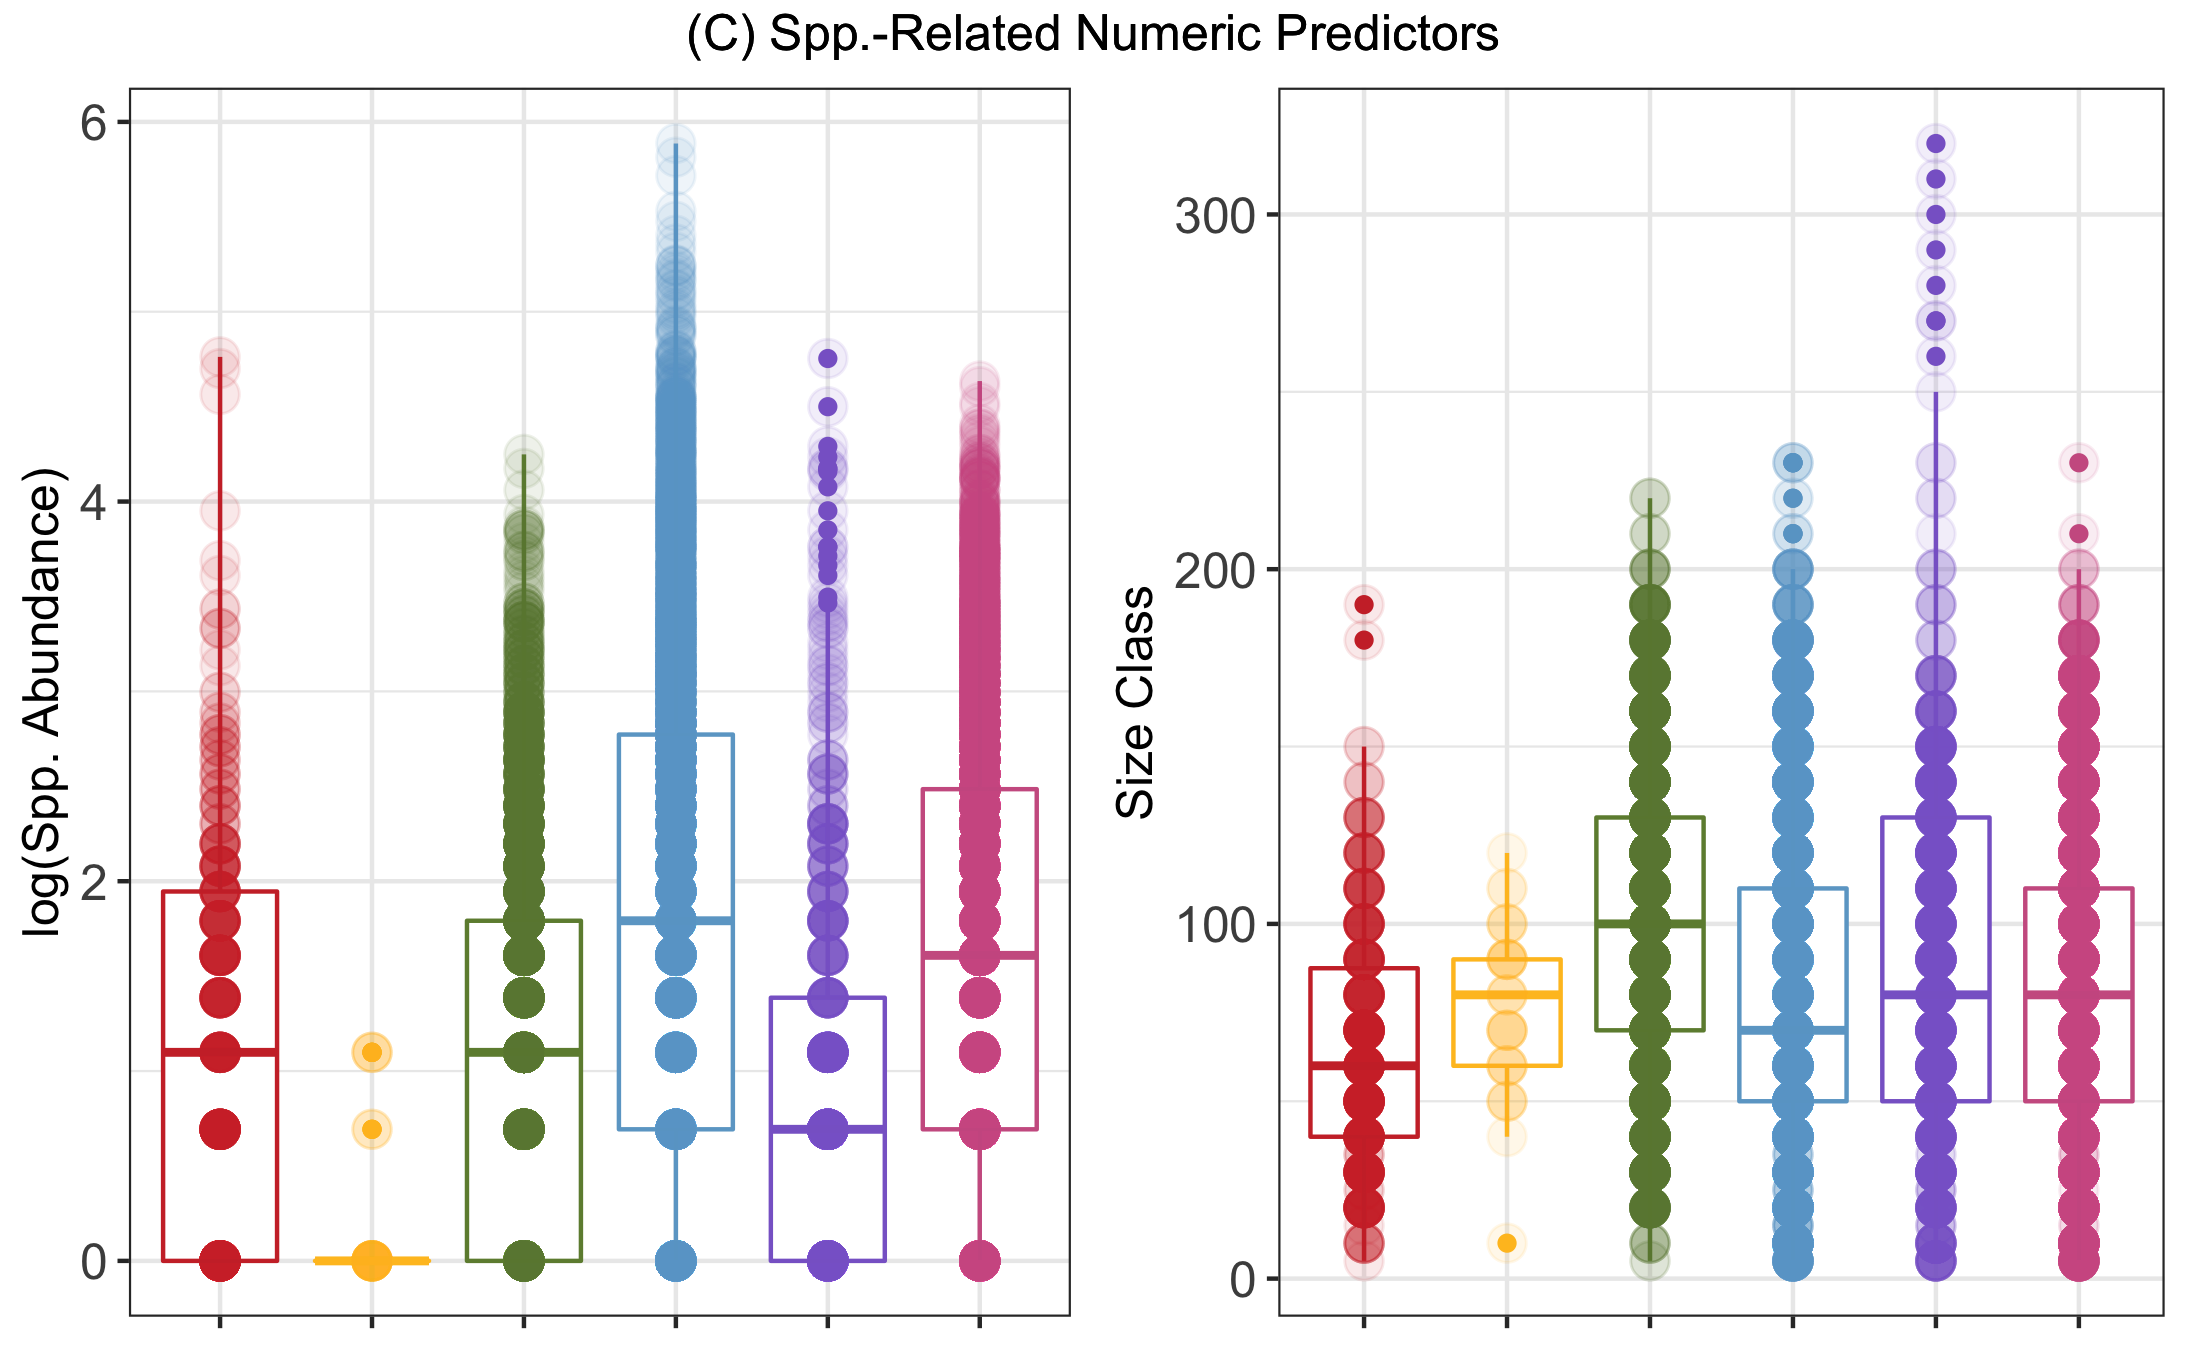 (C) Spp.-Related Numeric Predictors
log(Spp. Abundance)
6
4
2
0
Size Class
300
200
100
0